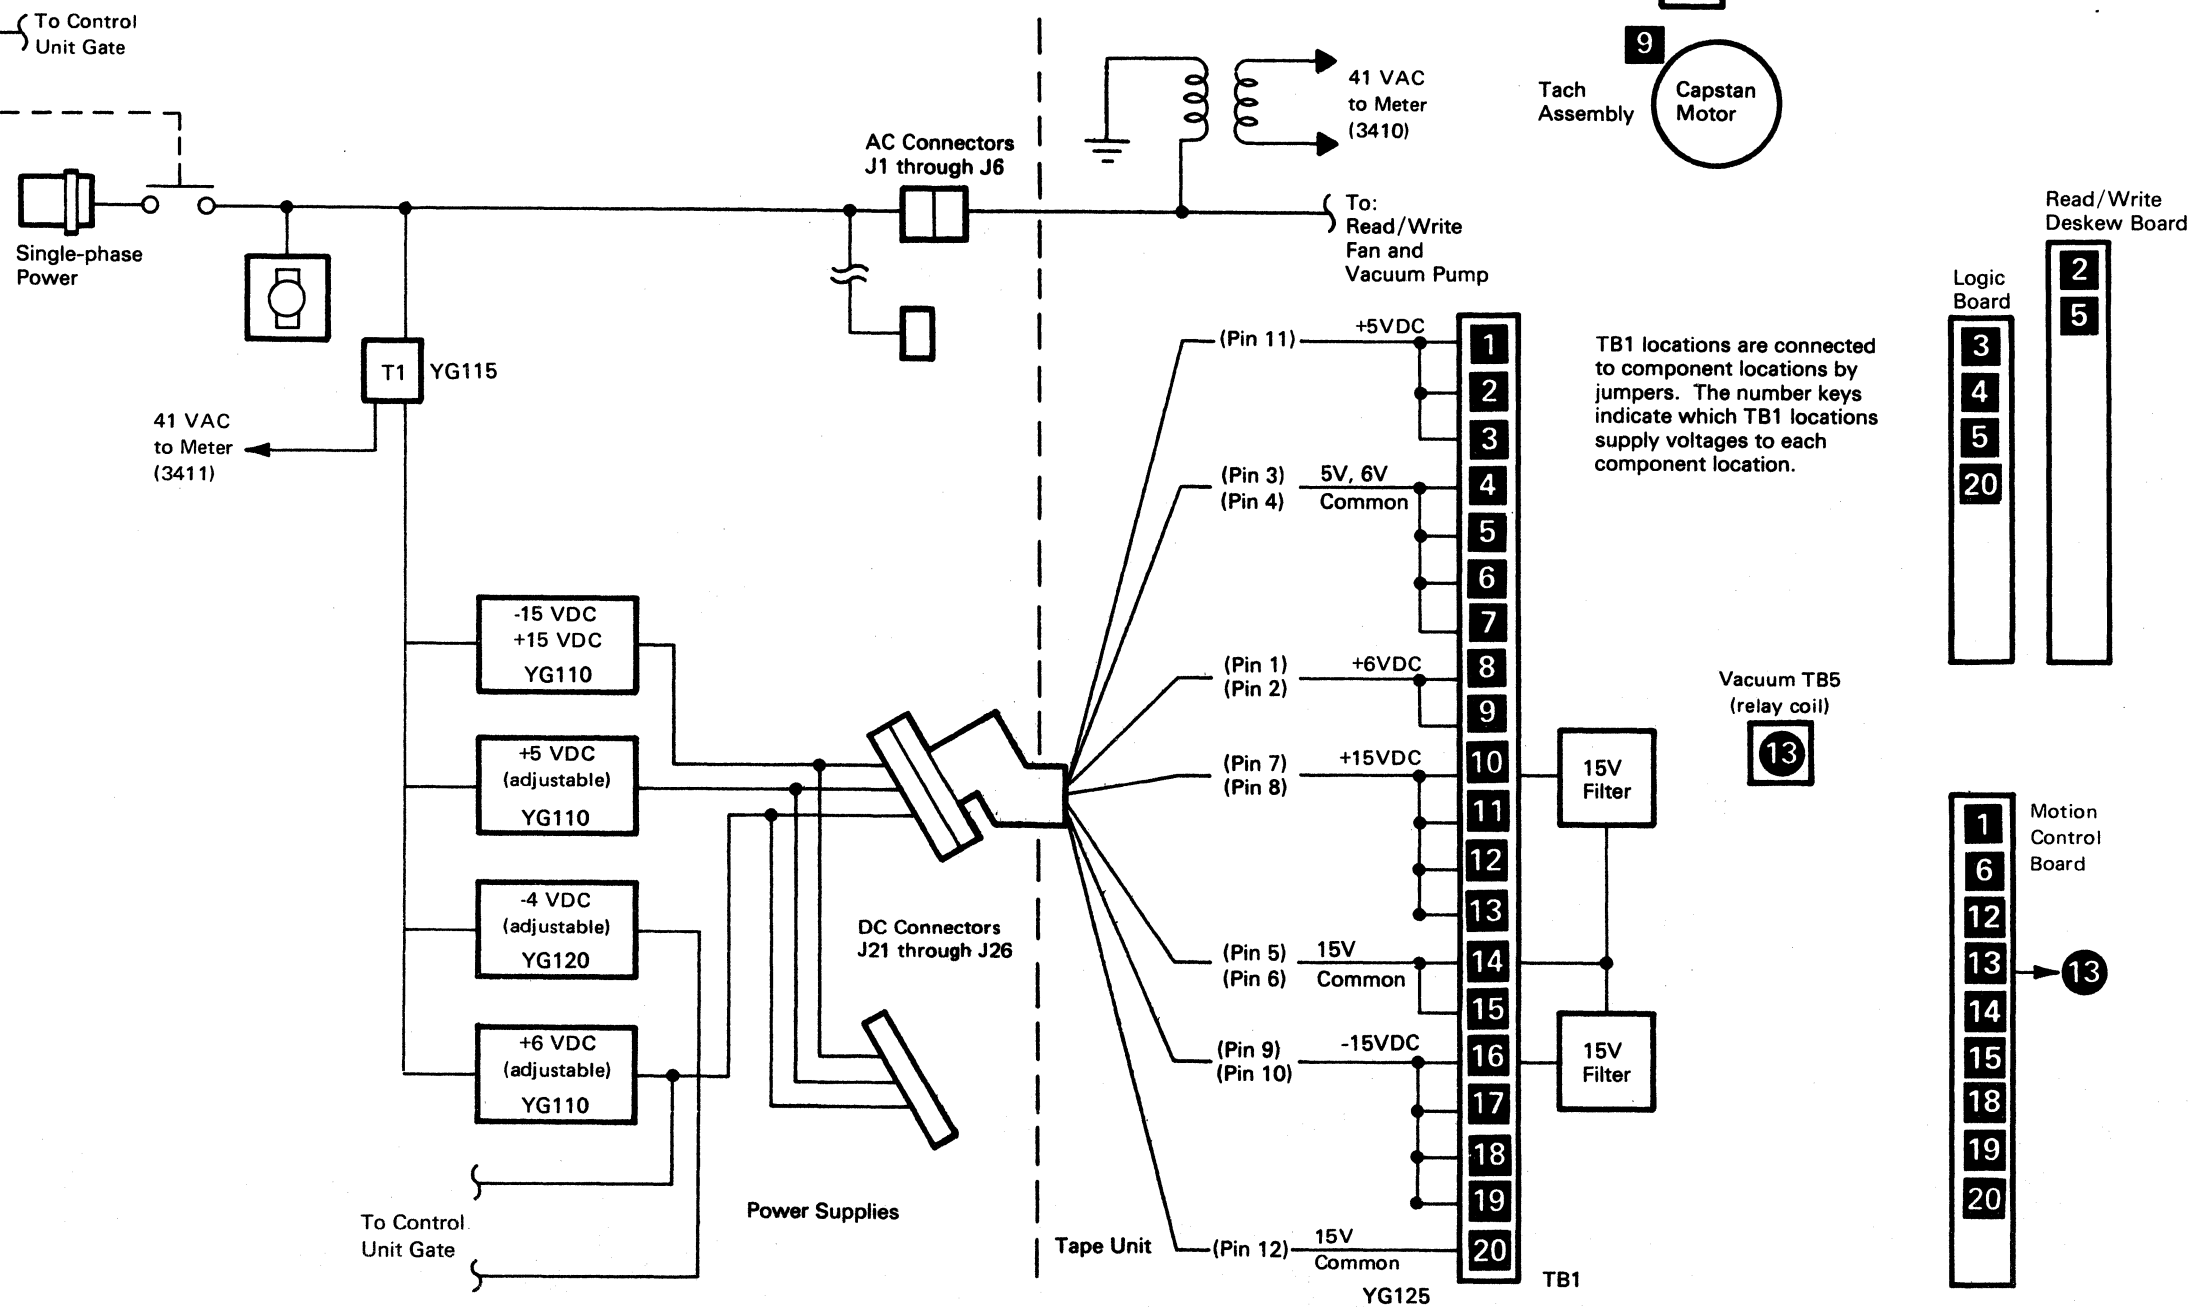 To Control
Unit Gate
Single-phase
Power
T1
YG115
41 VAC
to Meter
(3411)
AC Connectors
J1 through J6
-15 VDC
+15 VDC
YG110
+5 VDC
(adjustable)
YG110
-4 VDC
(adjustable)
YG120
+6 VDC
(adjustable)
YG110
To Control
Unit Gate
DC Connectors
J21 through J26
Power Supplies
Tape Unit
41 VAC
to Meter
(3410)
To:
Read/Write
Fan and
Vacuum Pump
(Pin 11)
+5VDC
(Pin 3)
(Pin 4)
5V, 6V
Common
(Pin 1)
(Pin 2)
+6VDC
(Pin 7)
(Pin 8)
+15VDC
(Pin 5)
(Pin 6)
15V
Common
(Pin 9)
(Pin 10)
-15VDC
(Pin 12)
15V
Common
YG125
1
2
3
4
5
6
7
8
9
10
11
12
13
14
15
16
17
18
19
20
TB1
15V
Filter
15V
Filter
9
Tach
Assembly
Capstan
Motor
TB1 locations are connected
to component locations by
jumpers. The number keys
indicate which TB1 locations
supply voltages to each
component location.
Vacuum TB5
(relay coil)
13
Logic
Board
3
4
5
20
Read/Write
Deskew Board
2
5
Motion
Control
Board
1
6
12
13
13
14
15
18
19
20